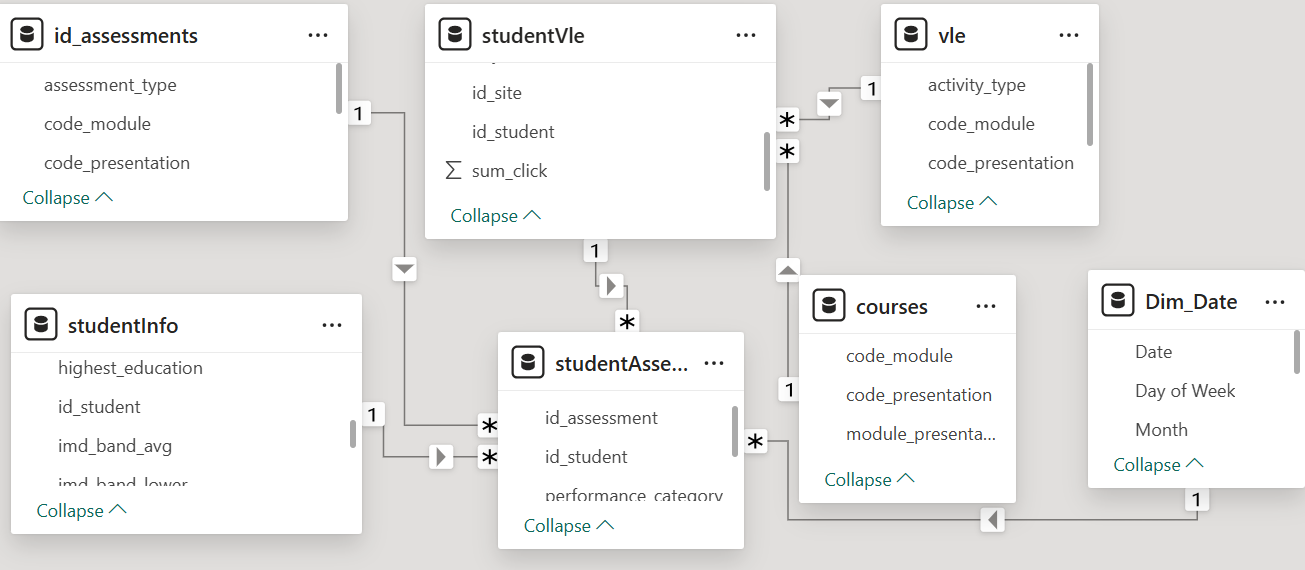 id_assessments
assessment_type
code_module
code_presentation
Collapse
studentVle
id_site
id_student
sum_click
Collapse
vle
activity_type
code_module
code_presentation
Collapse
1
1
*
*
1
*
studentInfo
highest_education
id_student
imd_band_avg
imd_band_lower
Collapse
1
*
*
studentAsse...
id_assessment
id_student
performance_category
Collapse
*
courses
code_module
code_presentation
module_presenta...
Collapse
1
Dim_Date
Date
Day of Week
Month
Collapse
1